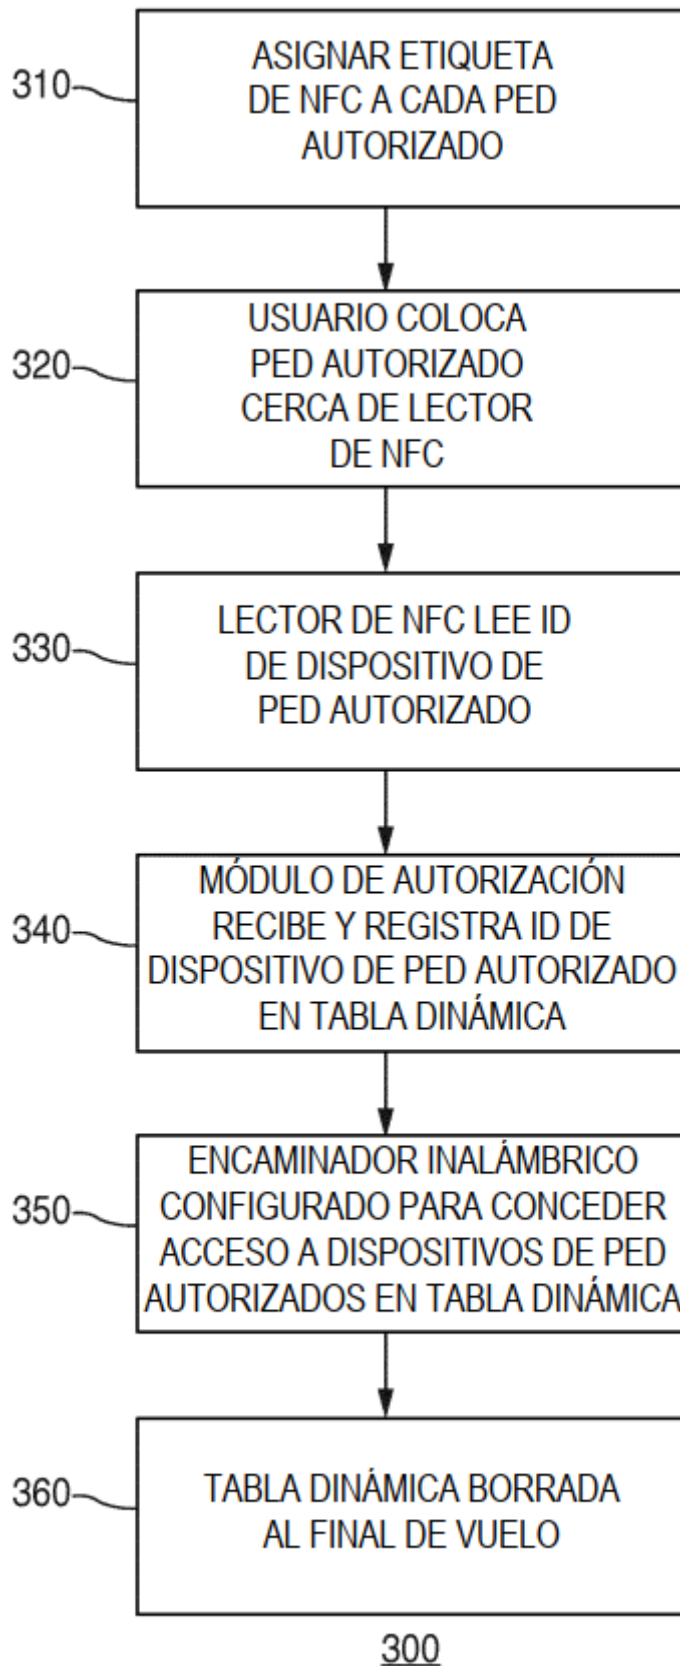 310
ASIGNAR ETIQUETA
DE NFC A CADA PED
AUTORIZADO
320
USUARIO COLOCA
PED AUTORIZADO
CERCA DE LECTOR
DE NFC
330
LECTOR DE NFC LEE ID
DE DISPOSITIVO DE
PED AUTORIZADO
340
MÓDULO DE AUTORIZACIÓN
RECIBE Y REGISTRA ID DE
DISPOSITIVO DE PED AUTORIZADO
EN TABLA DINÁMICA
350
ENCAMINADOR INALÁMBRICO
CONFIGURADO PARA CONCEDER
ACCESO A DISPOSITIVOS DE PED
AUTORIZADOS EN TABLA DINÁMICA
360
TABLA DINÁMICA BORRADA
AL FINAL DE VUELO
300